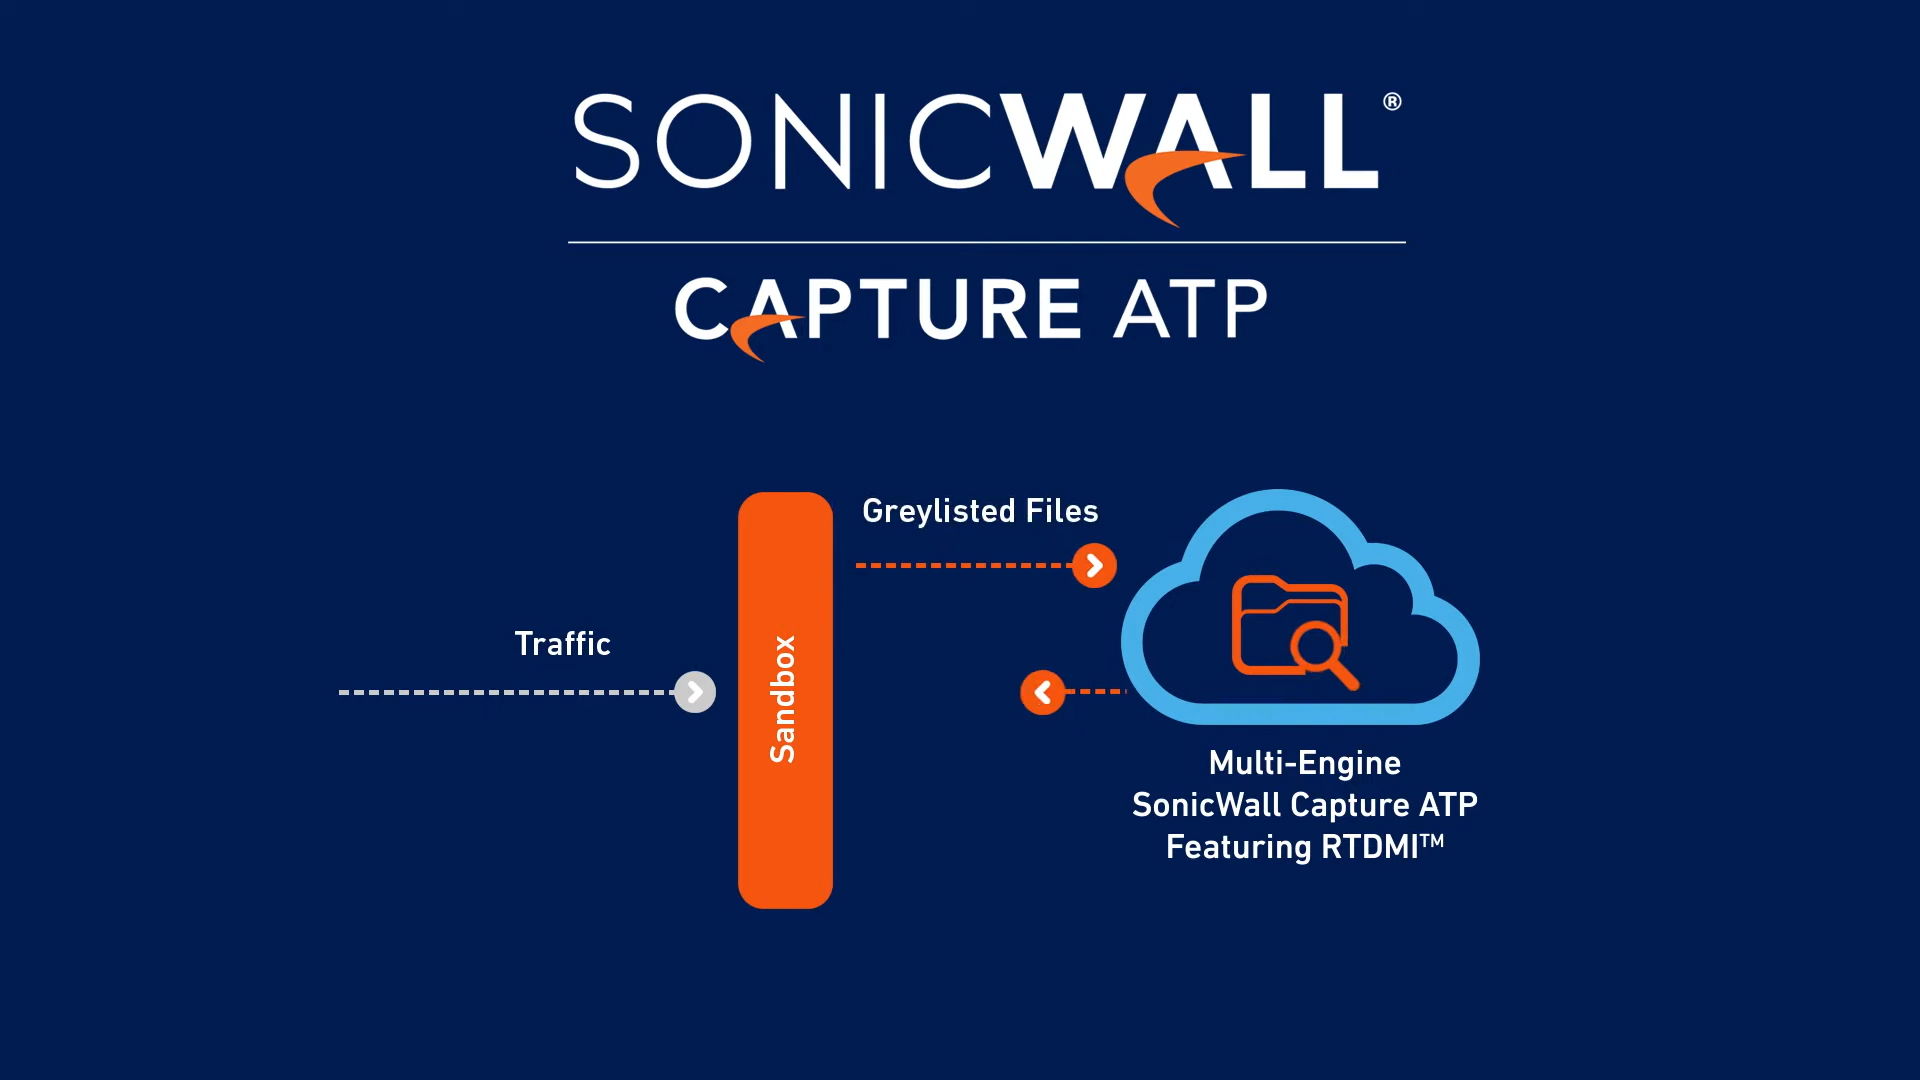 SONICWALL®
CAPTURE ATP
Greylisted Files
Traffic
Sandbox
Multi-Engine
SonicWall Capture ATP
Featuring RTDMI™